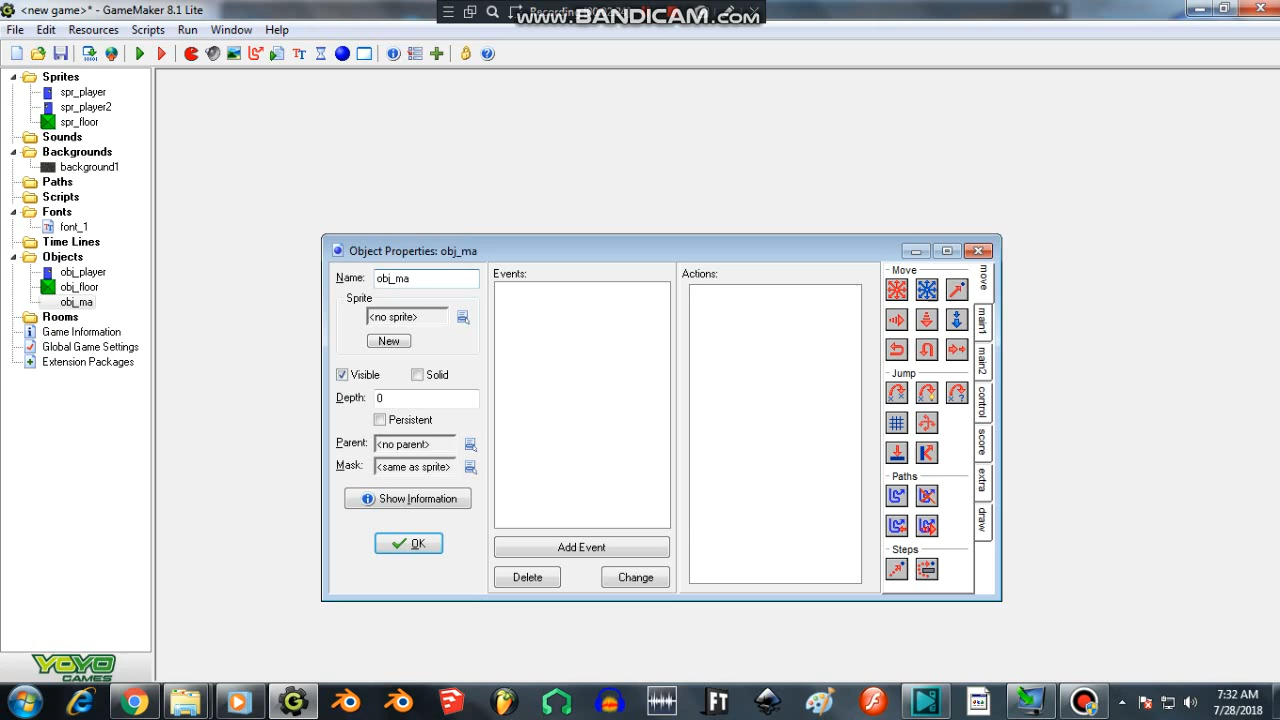 <new game>* - GameMaker 8.1 Lite
www.BANDICAM.com
File Edit Resources Scripts Run Window Help
Sprites
spr_player
spr_player2
spr_floor
Sounds
Backgrounds
background1
Paths
Scripts
Fonts
font_1
Time Lines
Objects
obj_player
obj_floor
obj_ma
Rooms
Game Information
Global Game Settings
Extension Packages
YOYO
GAMES
Object Properties: obj_ma
Name: obj_ma
Sprite
<no sprite>
New
Visible Solid
Depth: 0
Persistent
Parent: <no parent>
Mask: <same as sprite>
Show Information
OK
Events:
Add Event
Delete Change
Actions:
Move
Jump
Paths
Steps
move
main1
main2
control
score
extra
draw
FT
7:32 AM
7/28/2018